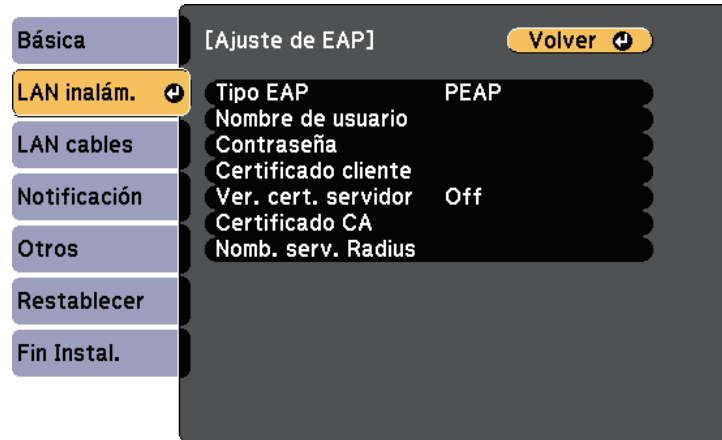 Básica
LAN inalám.
LAN cables
Notificación
Otros
Restablecer
Fin Instal.
[Ajuste de EAP] Volver
Tipo EAP PEAP
Nombre de usuario
Contraseña
Certificado cliente
Ver. cert. servidor Off
Certificado CA
Nomb. serv. Radius